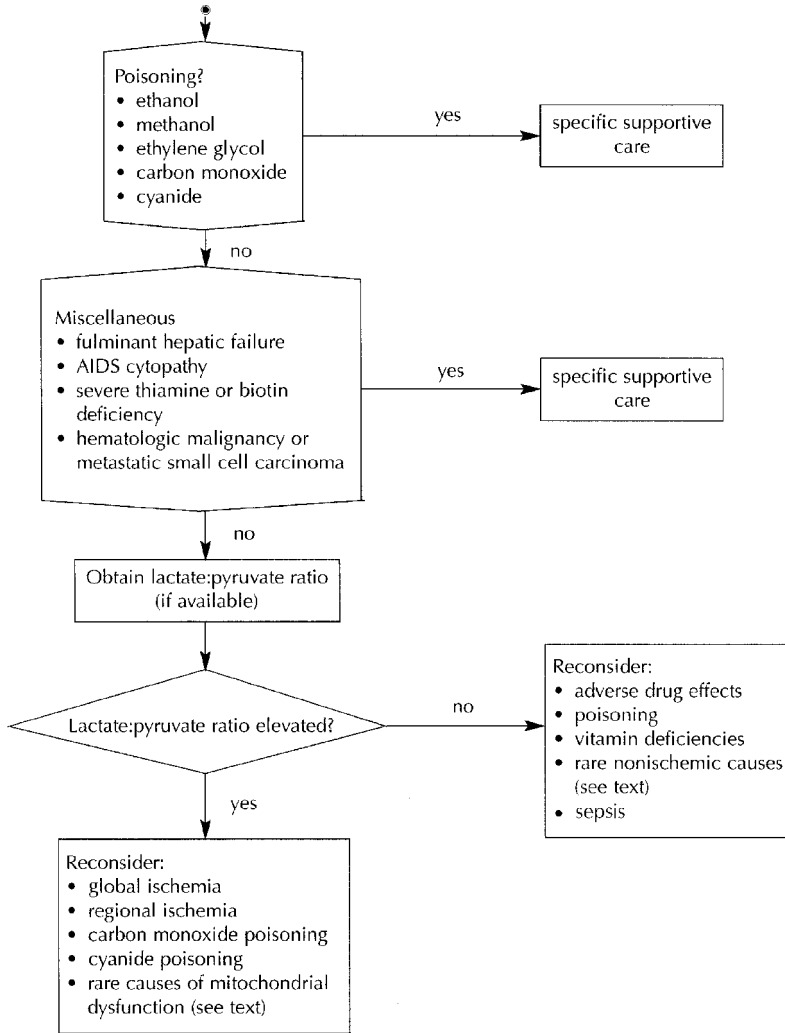 Poisoning?
• ethanol
• methanol
• ethylene glycol
• carbon monoxide
• cyanide
yes
specific supportive
care
no
Miscellaneous
• fulminant hepatic failure
• AIDS cytopathy
• severe thiamine or biotin
deficiency
• hematologic malignancy or
metastatic small cell carcinoma
yes
specific supportive
care
no
Obtain lactate:pyruvate ratio
(if available)
Lactate:pyruvate ratio elevated?
no
Reconsider:
• adverse drug effects
• poisoning
• vitamin deficiencies
• rare nonischemic causes
(see text)
• sepsis
yes
Reconsider:
• global ischemia
• regional ischemia
• carbon monoxide poisoning
• cyanide poisoning
• rare causes of mitochondrial
dysfunction (see text)